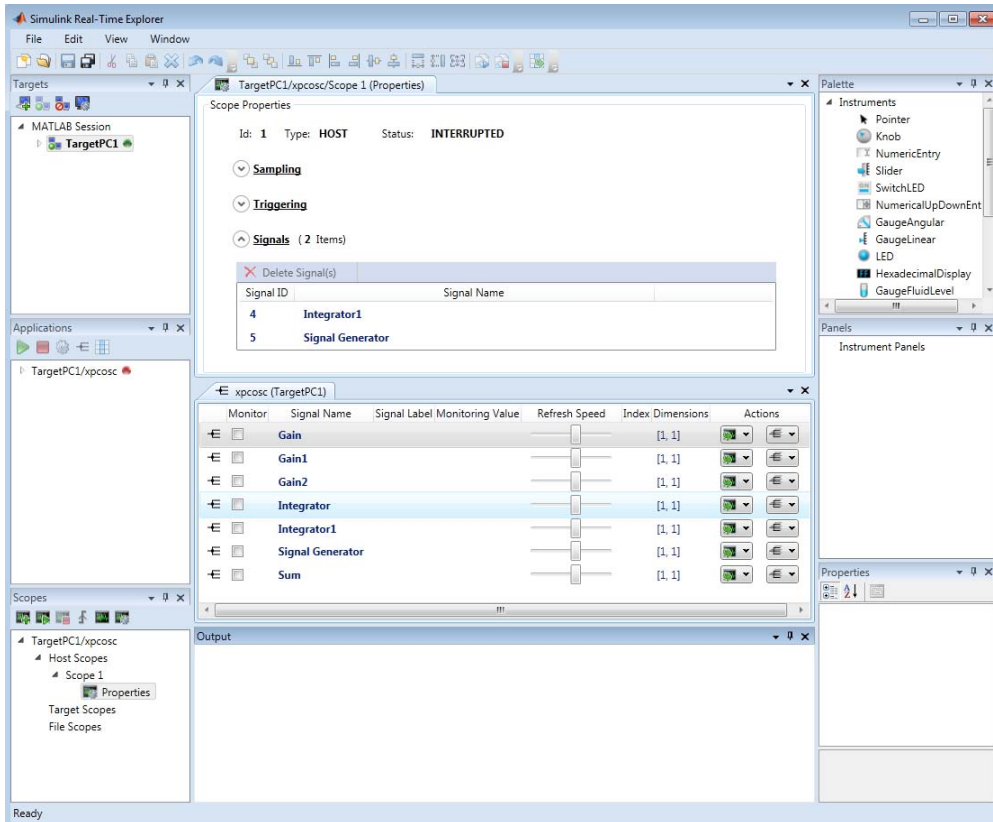 Simulink Real-Time Explorer
File Edit View Window
Targets
MATLAB Session
TargetPC1
Applications
TargetPC1/xpcosc
Scopes
TargetPC1/xpcosc
Host Scopes
Scope 1
Properties
Target Scopes
File Scopes
TargetPC1/xpcosc/Scope 1 (Properties)
Scope Properties
Id: 1 Type: HOST Status: INTERRUPTED
Sampling
Triggering
Signals ( 2 Items)
Delete Signal(s)
Signal ID Signal Name
4 Integrator1
5 Signal Generator
xpcosc (TargetPC1)
Monitor Signal Name Signal Label Monitoring Value Refresh Speed Index Dimensions Actions
Gain [1, 1]
Gain1 [1, 1]
Gain2 [1, 1]
Integrator [1, 1]
Integrator1 [1, 1]
Signal Generator [1, 1]
Sum [1, 1]
Output
Palette
Instruments
Pointer
Knob
NumericEntry
Slider
SwitchLED
NumericalUpDownEnt
GaugeAngular
GaugeLinear
LED
HexadecimalDisplay
GaugeFluidLevel
Panels
Instrument Panels
Properties
Ready